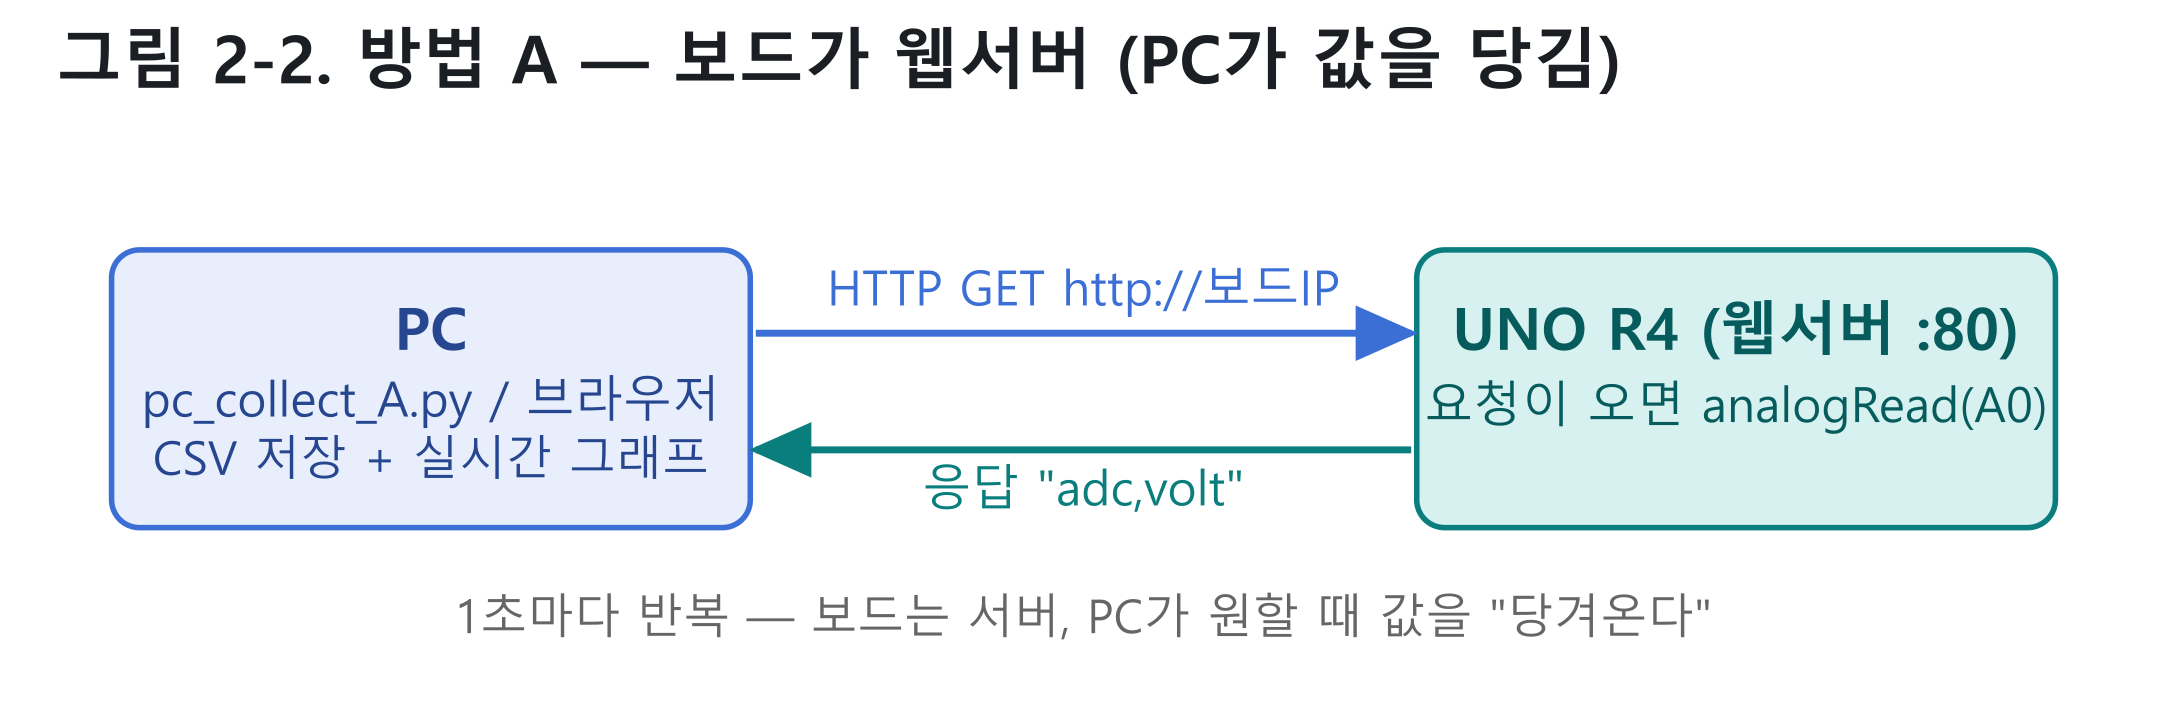 그림 2-2. 방법 A — 보드가 웹서버 (PC가 값을 당김)
HTTP GET http://보드IP
PC
pc_collect_A.py / 브라우저
CSV 저장 + 실시간 그래프
UNO R4 (웹서버 :80)
요청이 오면 analogRead(A0)
응답 "adc,volt"
1초마다 반복 — 보드는 서버, PC가 원할 때 값을 "당겨온다"